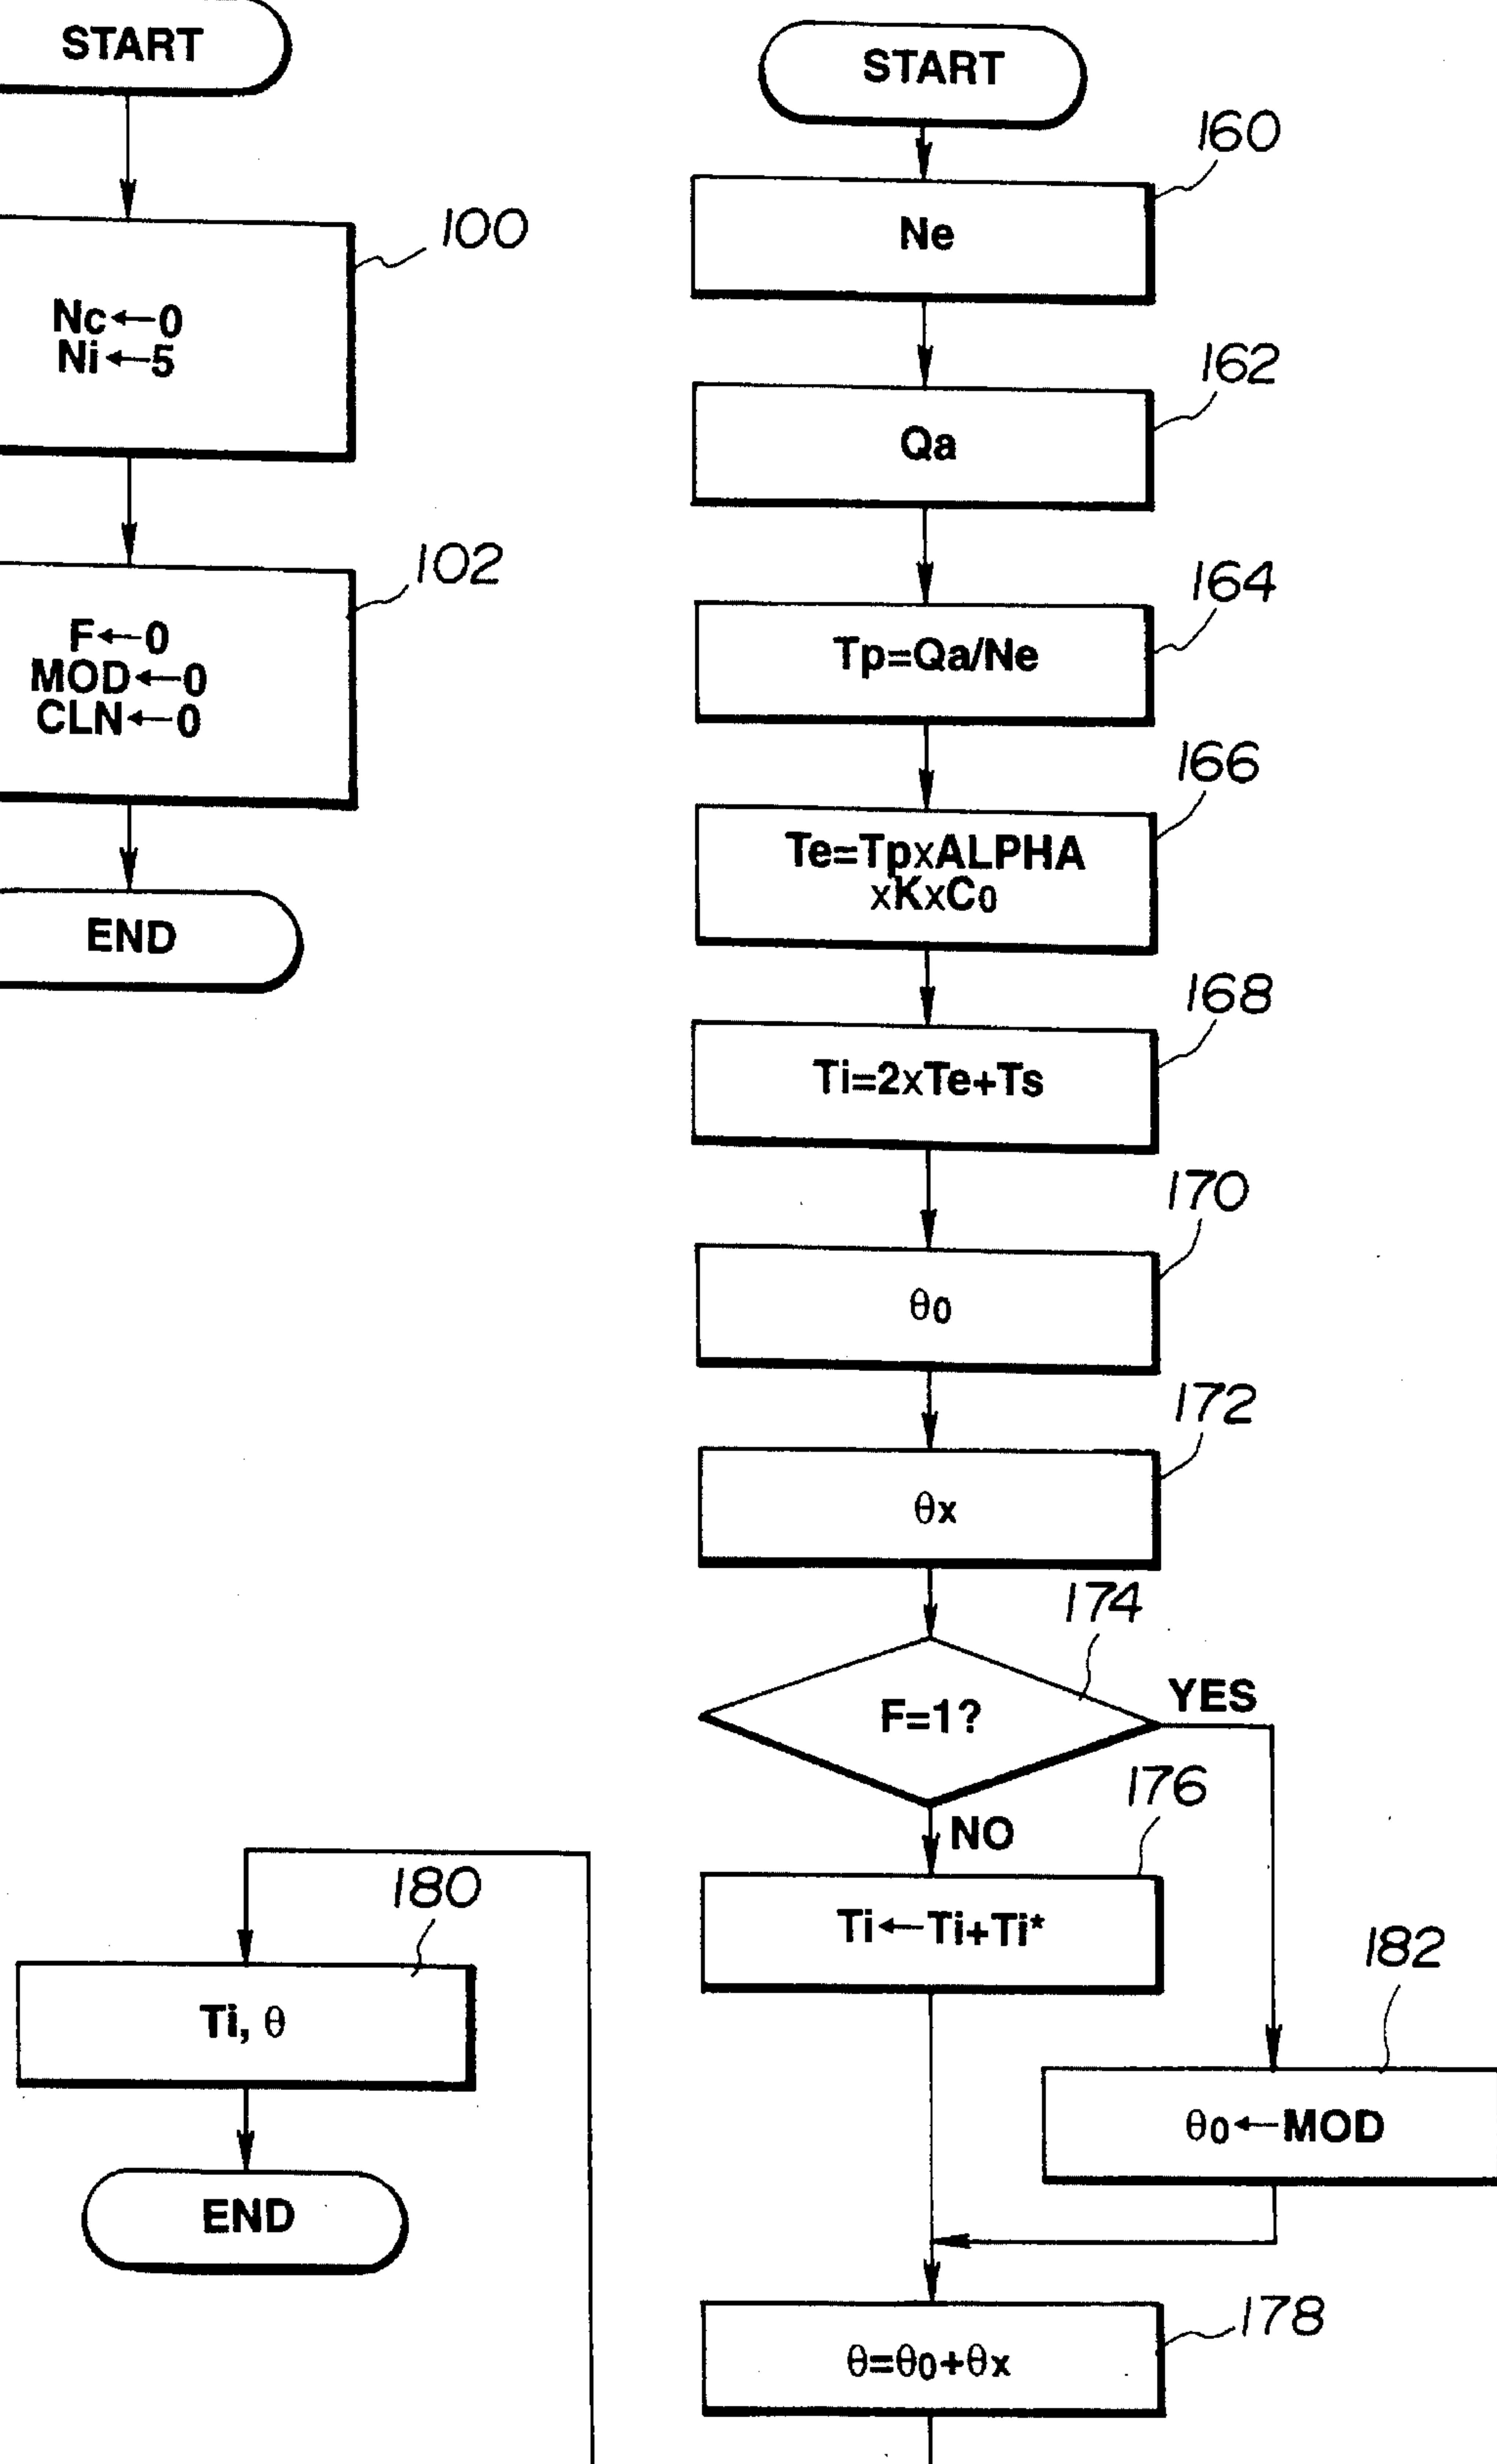 START
100
Nc←0
Ni←5
102
F←0
MOD←0
CLN←0
END
START
160
Ne
162
Qa
164
Tp=Qa/Ne
166
Te=TpxALPHA
xKxC0
168
Ti=2xTe+Ts
170
θ0
172
θx
174
F=1?
YES
NO
176
Ti←Ti+Ti*
182
θ0←MOD
178
θ=θ0+θx
180
Ti, θ
END